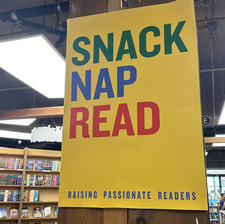 SNACK
NAP
READ
RAISING PASSIONATE READERS